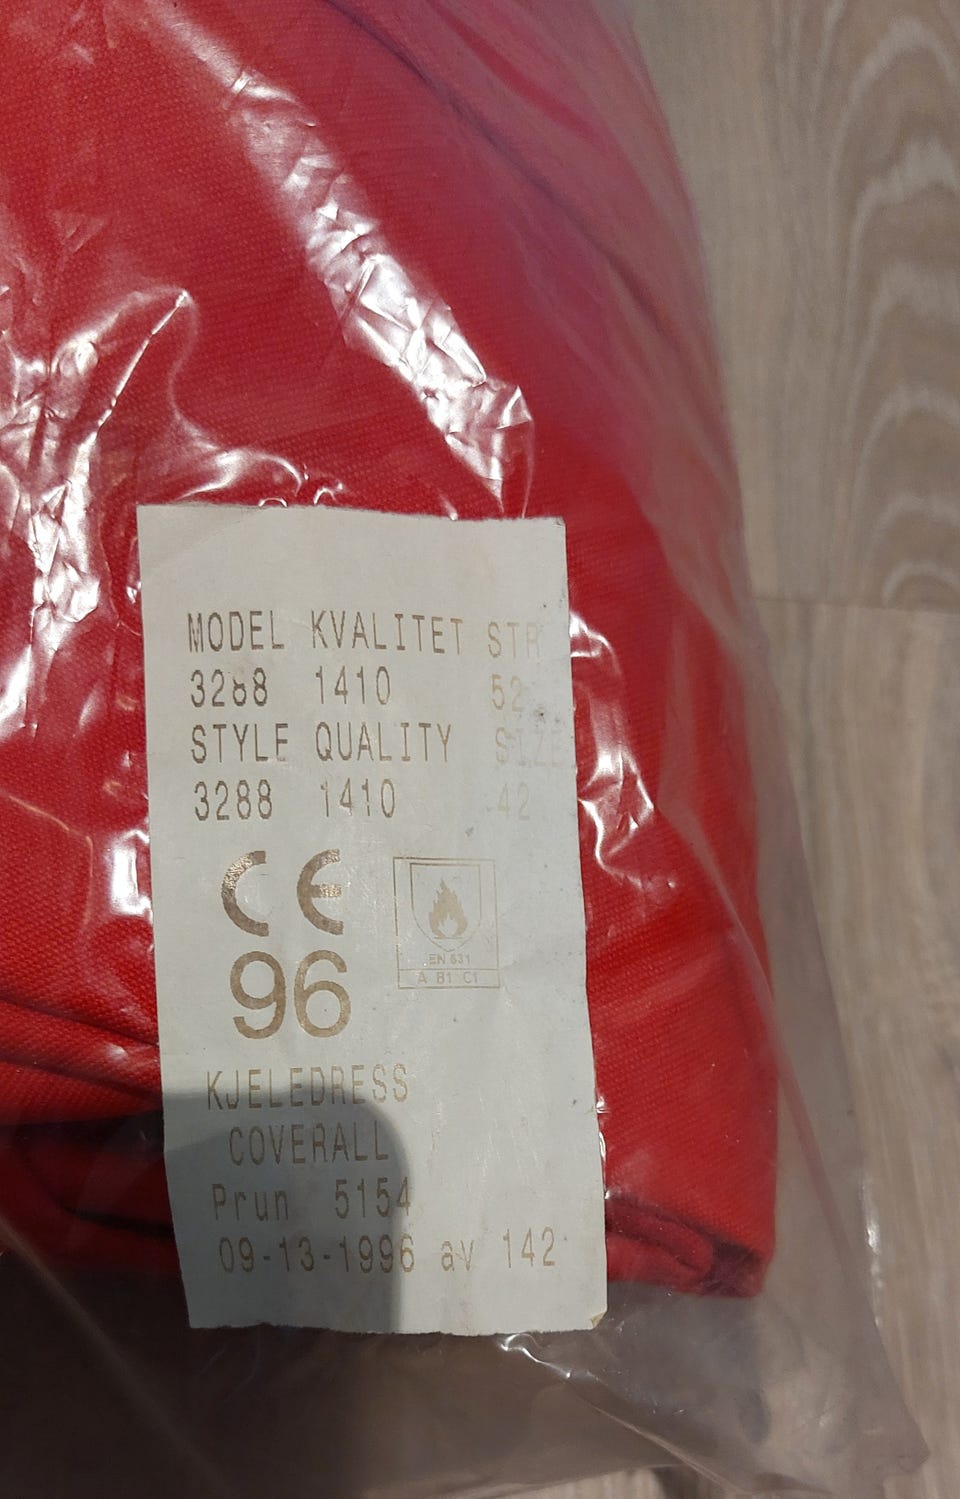 MODEL KVALITET STR
3288 1410 52
STYLE QUALITY SIZE
3288 1410 42
CE
96
EN 531
A B1 C1
KJELEDRESS
COVERALL
Prun 5154
09-13-1996 av 142